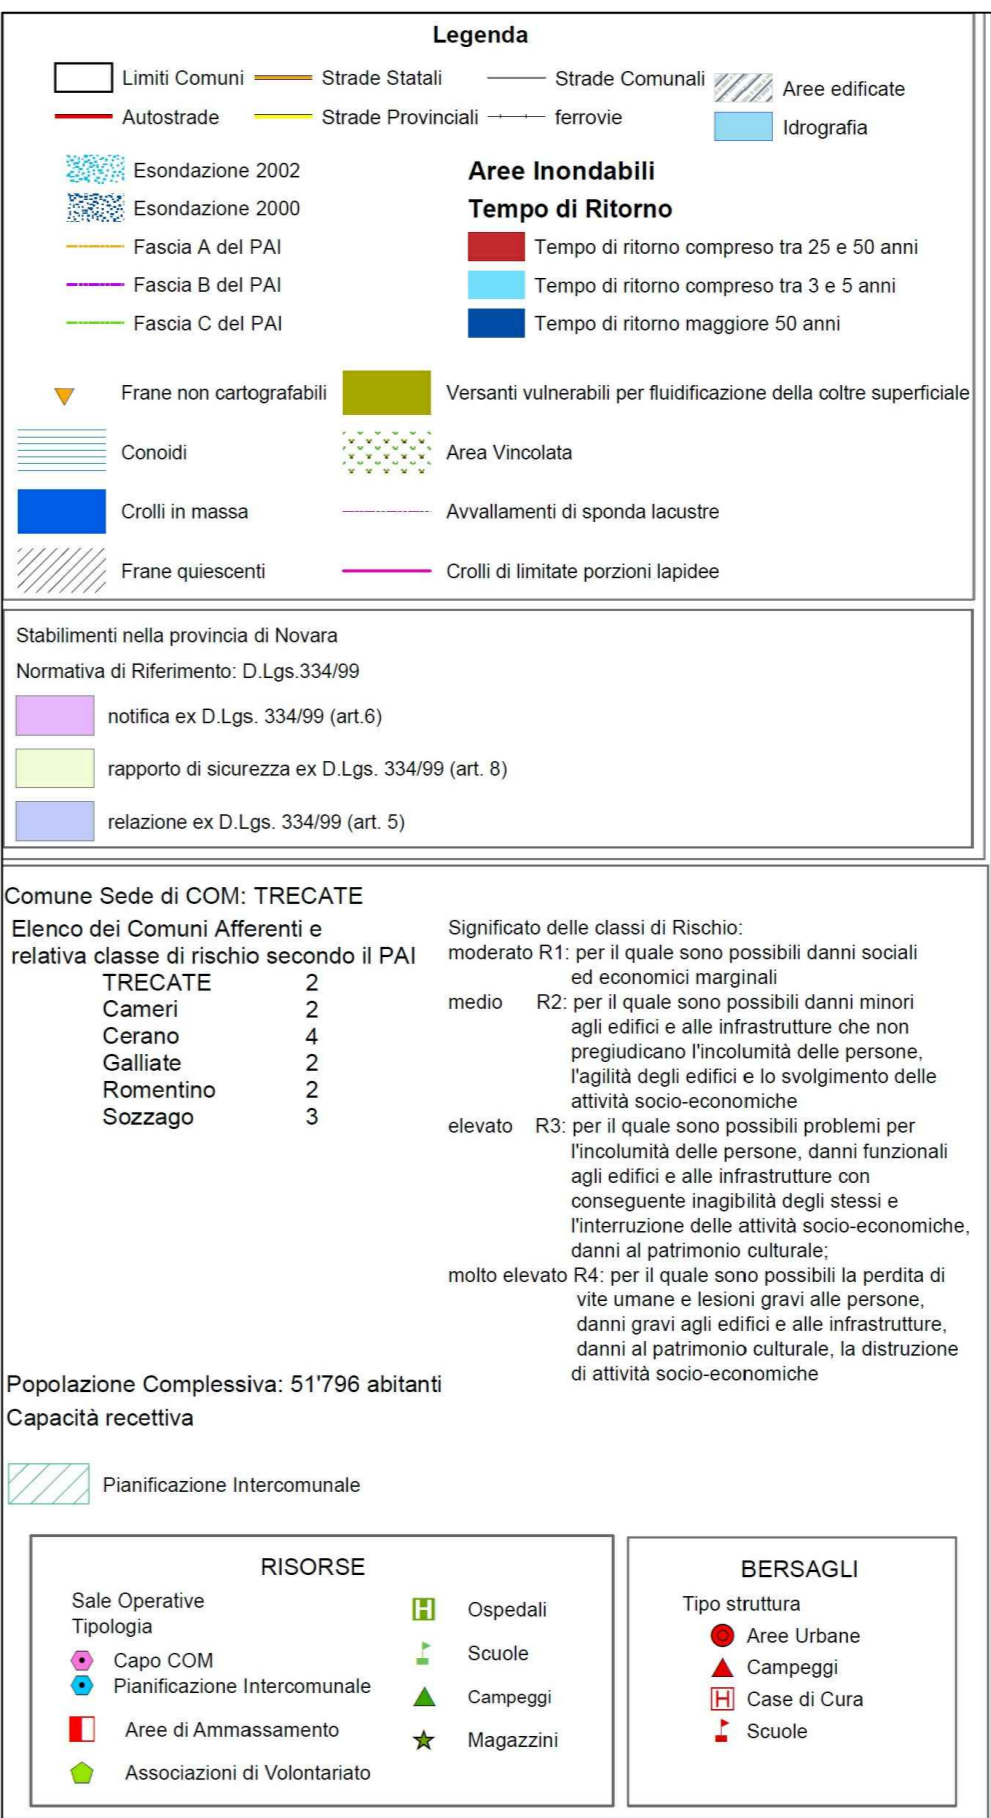 Legenda
Limiti Comuni
Strade Statali
Strade Comunali
Aree edificate
Autostrade
Strade Provinciali
ferrovie
Idrografia
Esondazione 2002
Esondazione 2000
Fascia A del PAI
Fascia B del PAI
Fascia C del PAI
Aree Inondabili
Tempo di Ritorno
Tempo di ritorno compreso tra 25 e 50 anni
Tempo di ritorno compreso tra 3 e 5 anni
Tempo di ritorno maggiore 50 anni
Frane non cartografabili
Versanti vulnerabili per fluidificazione della coltre superficiale
Conoidi
Area Vincolata
Crolli in massa
Avvallamenti di sponda lacustre
Frane quiescenti
Crolli di limitate porzioni lapidee
Stabilimenti nella provincia di Novara
Normativa di Riferimento: D.Lgs.334/99
notifica ex D.Lgs. 334/99 (art.6)
rapporto di sicurezza ex D.Lgs. 334/99 (art. 8)
relazione ex D.Lgs. 334/99 (art. 5)
Comune Sede di COM: TRECATE
Elenco dei Comuni Afferenti e
relativa classe di rischio secondo il PAI
TRECATE 2
Cameri 2
Cerano 4
Galliate 2
Romentino 2
Sozzago 3
Significato delle classi di Rischio:
moderato R1: per il quale sono possibili danni sociali
ed economici marginali
medio R2: per il quale sono possibili danni minori
agli edifici e alle infrastrutture che non
pregiudicano l'incolumità delle persone,
l'agilità degli edifici e lo svolgimento delle
attività socio-economiche
elevato R3: per il quale sono possibili problemi per
l'incolumità delle persone, danni funzionali
agli edifici e alle infrastrutture con
conseguente inagibilità degli stessi e
l'interruzione delle attività socio-economiche,
danni al patrimonio culturale;
molto elevato R4: per il quale sono possibili la perdita di
vite umane e lesioni gravi alle persone,
danni gravi agli edifici e alle infrastrutture,
danni al patrimonio culturale, la distruzione
di attività socio-economiche
Popolazione Complessiva: 51'796 abitanti
Capacità recettiva
Pianificazione Intercomunale
RISORSE
Sale Operative
Tipologia
Capo COM
Pianificazione Intercomunale
Aree di Ammassamento
Associazioni di Volontariato
H Ospedali
Scuole
Campeggi
Magazzini
BERSAGLI
Tipo struttura
Aree Urbane
Campeggi
H Case di Cura
Scuole